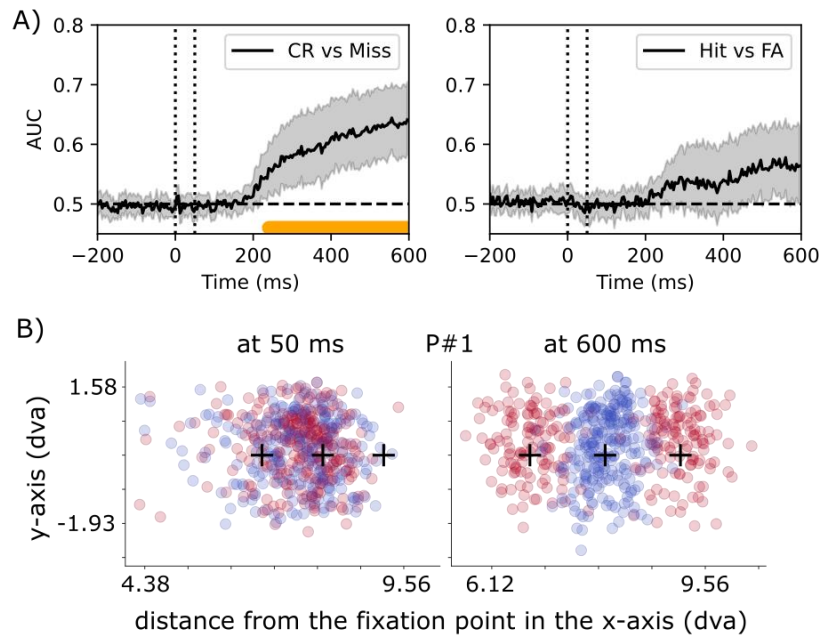 A)
CR vs Miss
Hit vs FA
0.8
0.7
0.6
0.5
AUC
−200 0 200 400 600
Time (ms)
0.8
0.7
0.6
0.5
−200 0 200 400 600
Time (ms)
B)
at 50 ms P#1 at 600 ms
1.58
-1.93
y-axis (dva)
4.38 9.56 6.12 9.56
distance from the fixation point in the x-axis (dva)